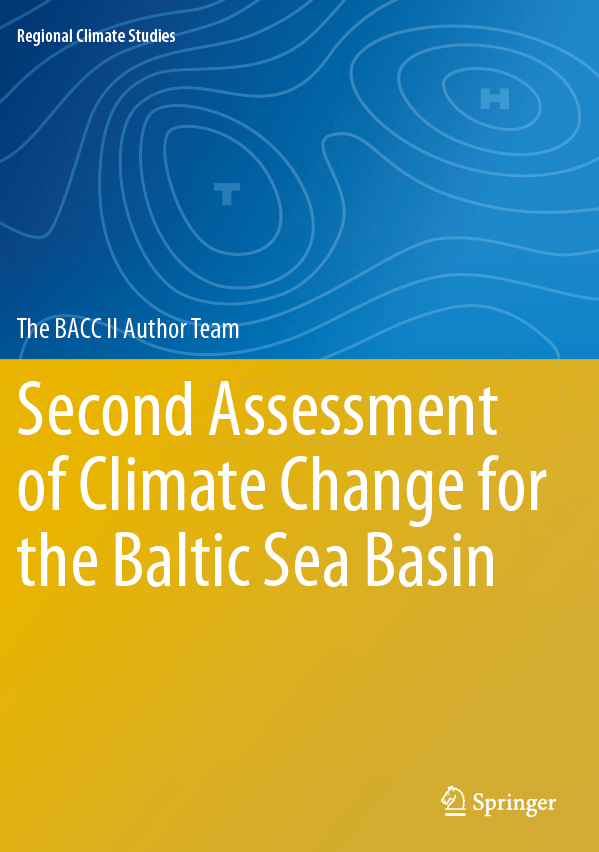 Regional Climate Studies
H
T
The BACC II Author Team
Second Assessment
of Climate Change for
the Baltic Sea Basin
Springer